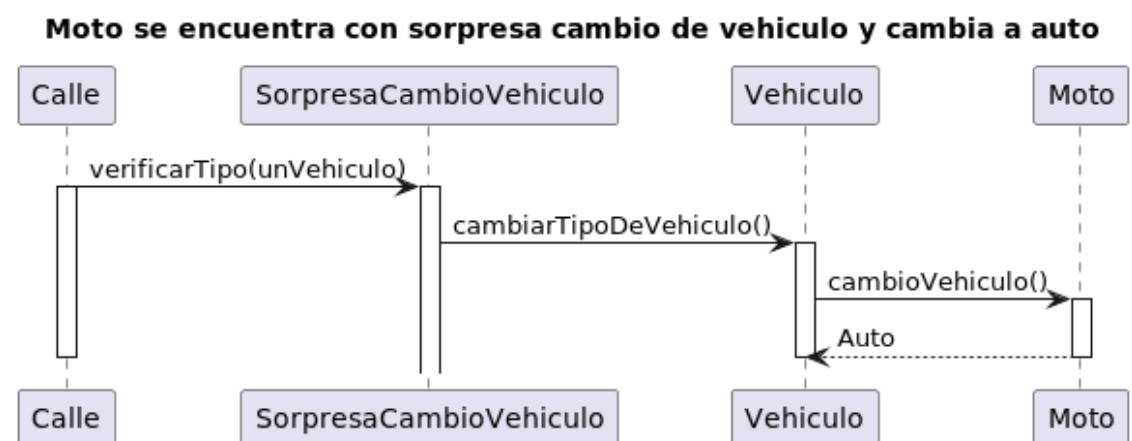 Moto se encuentra con sorpresa cambio de vehiculo y cambia a auto
Calle SorpresaCambioVehiculo Vehiculo Moto
verificarTipo(unVehiculo)
cambiarTipoDeVehiculo()
cambioVehiculo()
Auto
Calle SorpresaCambioVehiculo Vehiculo Moto